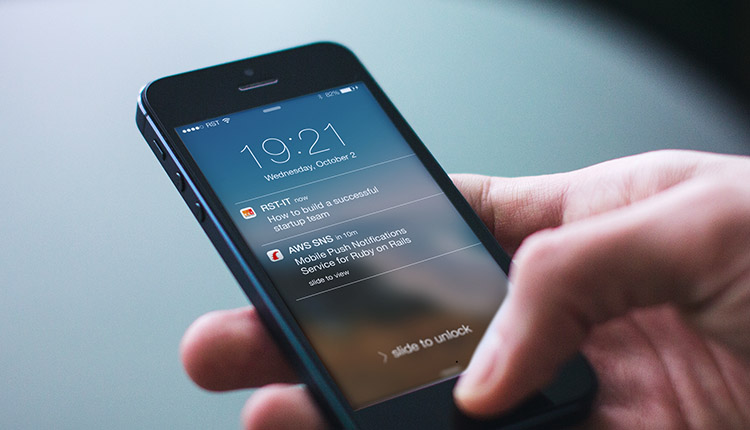 RST 82%
19:21
Wednesday, October 2
RST-IT now
How to build a successful
startup team
AWS SNS in 10m
Mobile Push Notifications
Service for Ruby on Rails
slide to view
> slide to unlock